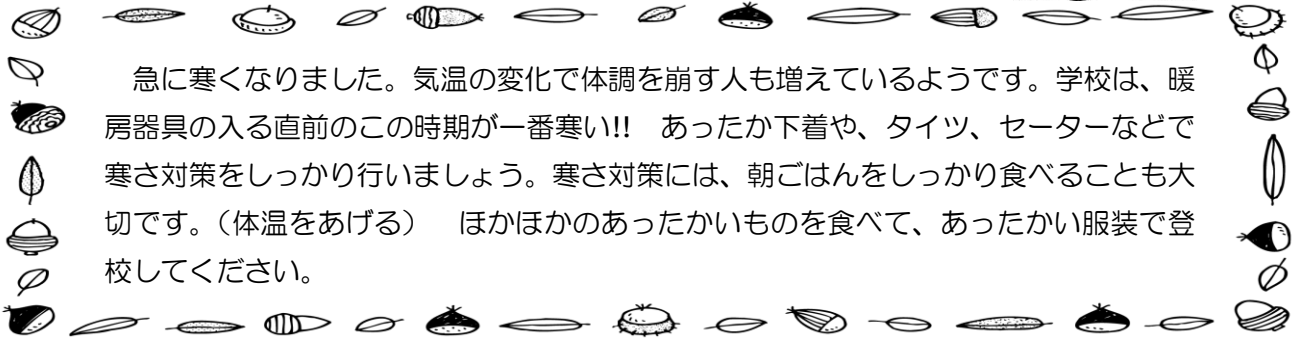 急に寒くなりました。気温の変化で体調を崩す人も増えているようです。学校は、暖
房器具の入る直前のこの時期が一番寒い!!　あったか下着や、タイツ、セーターなどで
寒さ対策をしっかり行いましょう。寒さ対策には、朝ごはんをしっかり食べることも大
切です。（体温をあげる）　ほかほかのあったかいものを食べて、あったかい服装で登
校してください。